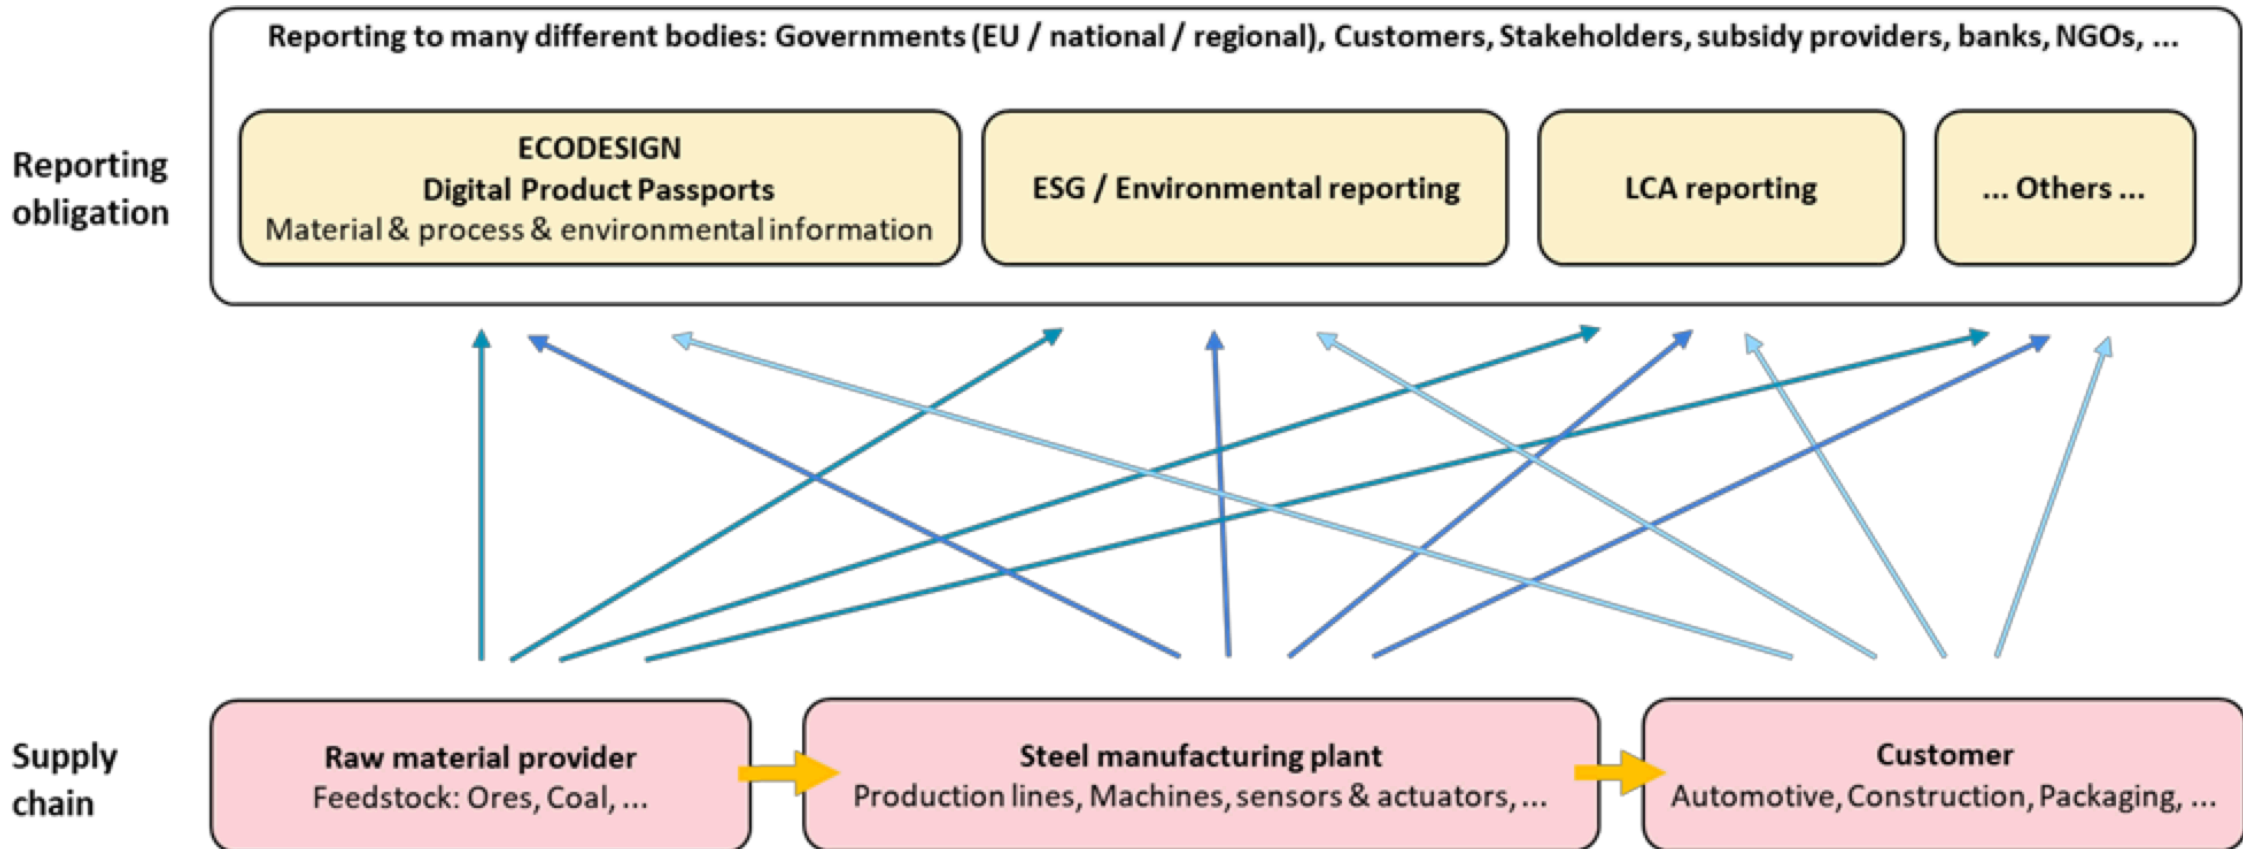 Reporting to many different bodies: Governments (EU / national / regional), Customers, Stakeholders, subsidy providers, banks, NGOs, ...
Reporting
obligation
ECODESIGN
Digital Product Passports
Material & process & environmental information
ESG / Environmental reporting
LCA reporting
... Others ...
Supply
chain
Raw material provider
Feedstock: Ores, Coal, ...
Steel manufacturing plant
Production lines, Machines, sensors & actuators, ...
Customer
Automotive, Construction, Packaging, ...